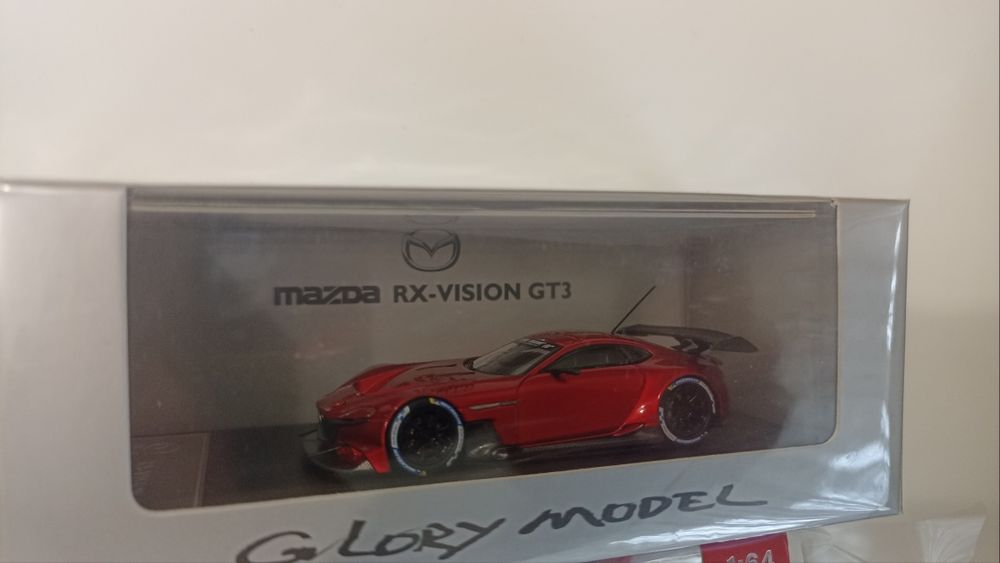 mazda RX-VISION GT3
GLORY MODEL
1:64